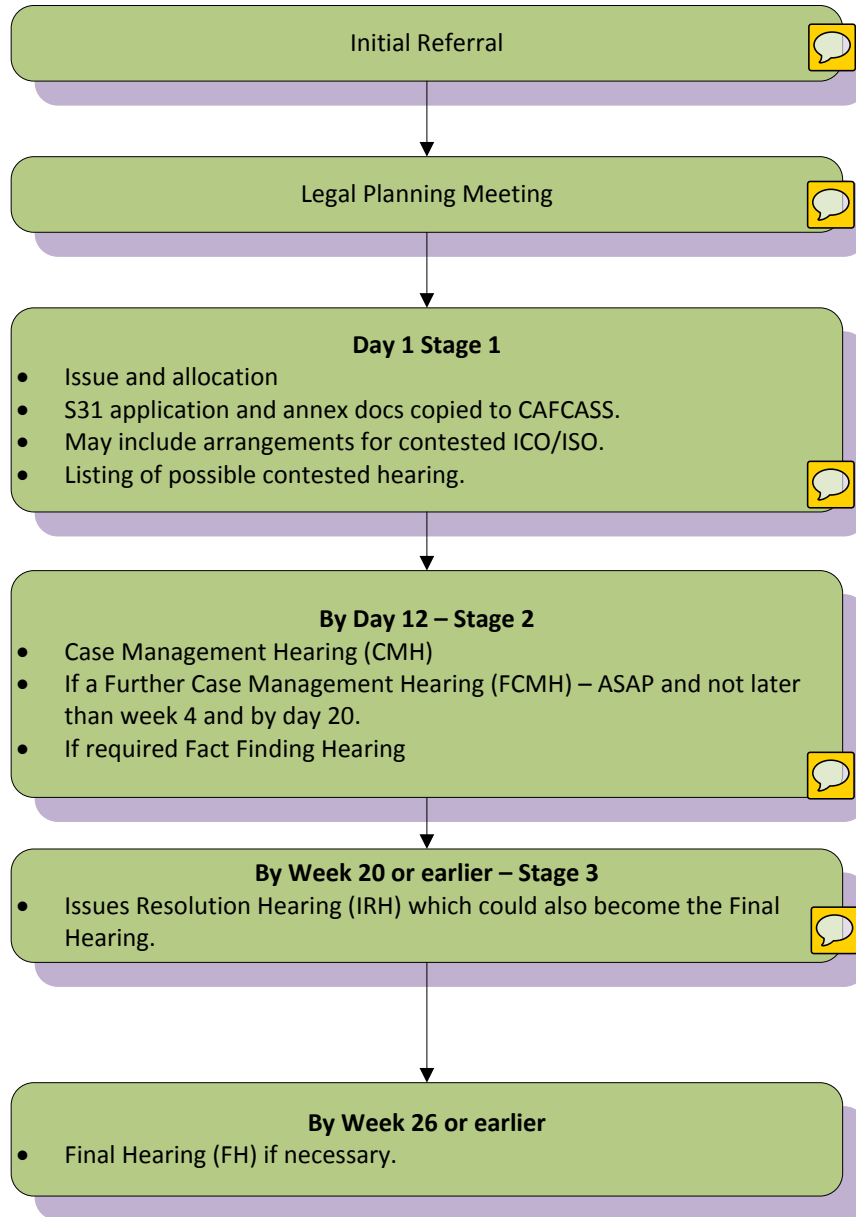 Initial Referral
Legal Planning Meeting
Day 1 Stage 1
• Issue and allocation
• S31 application and annex docs copied to CAFCASS.
• May include arrangements for contested ICO/ISO.
• Listing of possible contested hearing.
By Day 12 – Stage 2
• Case Management Hearing (CMH)
• If a Further Case Management Hearing (FCMH) – ASAP and not later
than week 4 and by day 20.
• If required Fact Finding Hearing
By Week 20 or earlier – Stage 3
• Issues Resolution Hearing (IRH) which could also become the Final
Hearing.
By Week 26 or earlier
• Final Hearing (FH) if necessary.